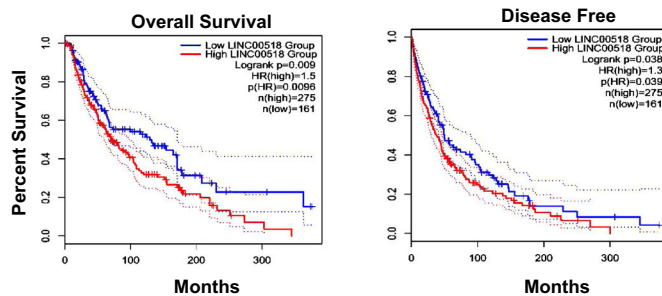 Overall Survival
Low LINC00518 Group
High LINC00518 Group
Logrank p=0.009
HR(high)=1.5
p(HR)=0.0096
n(high)=275
n(low)=161
Percent Survival
1.0
0.8
0.6
0.4
0.2
0.0
0 100 200 300
Months
Disease Free
Low LINC00518 Group
High LINC00518 Group
Logrank p=0.038
HR(high)=1.3
p(HR)=0.039
n(high)=275
n(low)=161
1.0
0.8
0.6
0.4
0.2
0.0
0 100 200 300
Months